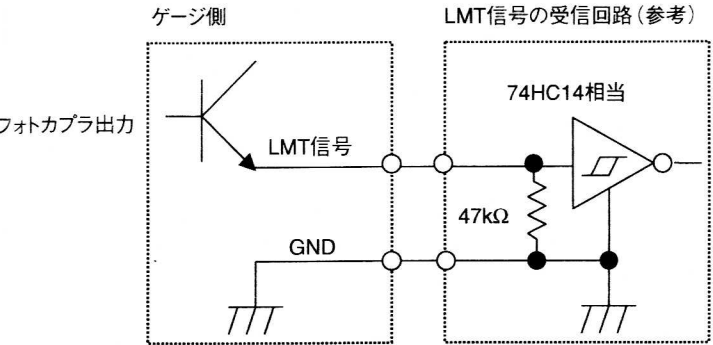 ゲージ側
LMT信号の受信回路(参考)
74HC14相当
フォトカプラ出力
LMT信号
47kΩ
GND